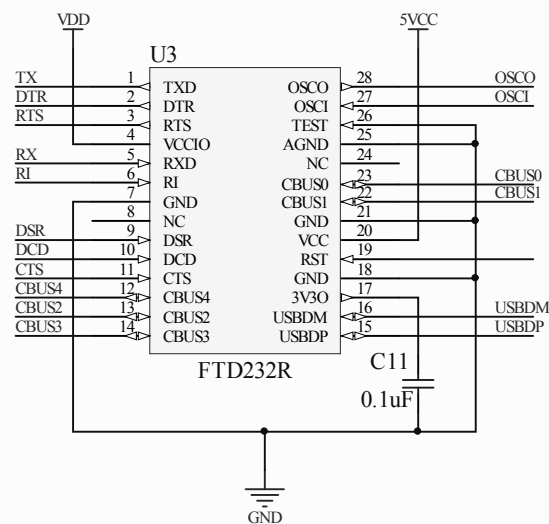 VDD
5VCC
U3
TX 1 TXD OSCO 28 OSCO
DTR 2 DTR OSCI 27 OSCI
RTS 3 RTS TEST 26
4 VCCIO AGND 25
RX 5 RXD NC 24
RI 6 RI CBUS0 23 CBUS0
7 GND CBUS1 22 CBUS1
8 NC GND 21
DSR 9 DSR VCC 20
DCD 10 DCD RST 19
CTS 11 CTS GND 18
CBUS4 12 CBUS4 3V3O 17
CBUS2 13 CBUS2 USBDM 16 USBDM
CBUS3 14 CBUS3 USBDP 15 USBDP
FTD232R
C11
0.1uF
GND